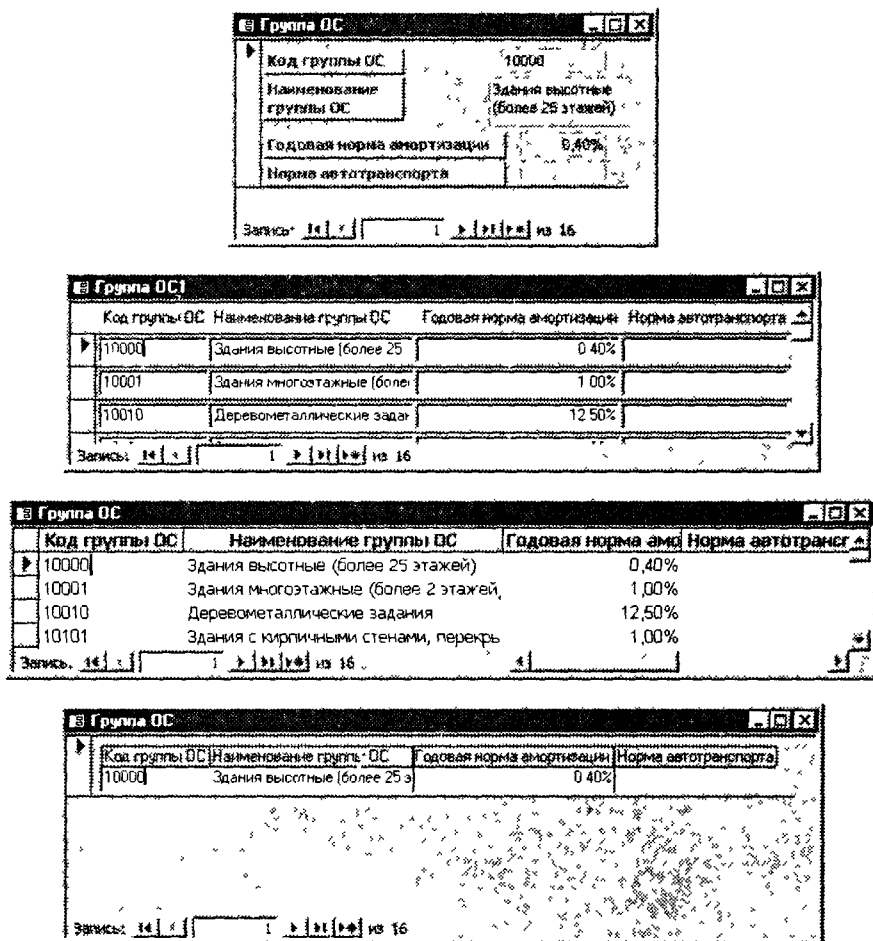 Группа ОС
Код группы ОС 10000
Наименование группы ОС Здания высотные (более 25 этажей)
Годовая норма амортизации 0,40%
Норма автотранспорта
Запись: 1 из 16
Группа ОС1
Код группы ОС Наименование группы ОС Годовая норма амортизации Норма автотранспорта
10000 Здания высотные (более 25 0.40%
10001 Здания многоэтажные (более 1.00%
10010 Деревометаллические задан 12.50%
Запись: 1 из 16
Группа ОС
Код группы ОС Наименование группы ОС Годовая норма амо Норма автотрансг
10000 Здания высотные (более 25 этажей) 0,40%
10001 Здания многоэтажные (более 2 этажей, 1,00%
10010 Деревометаллические задания 12,50%
10101 Здания с кирпичными стенами, перекрь 1,00%
Запись: 1 из 16
Группа ОС
Код группы ОС Наименование группы ОС Годовая норма амортизации Норма автотранспорта
10000 Здания высотные (более 25 э 0.40%
Запись: 1 из 16